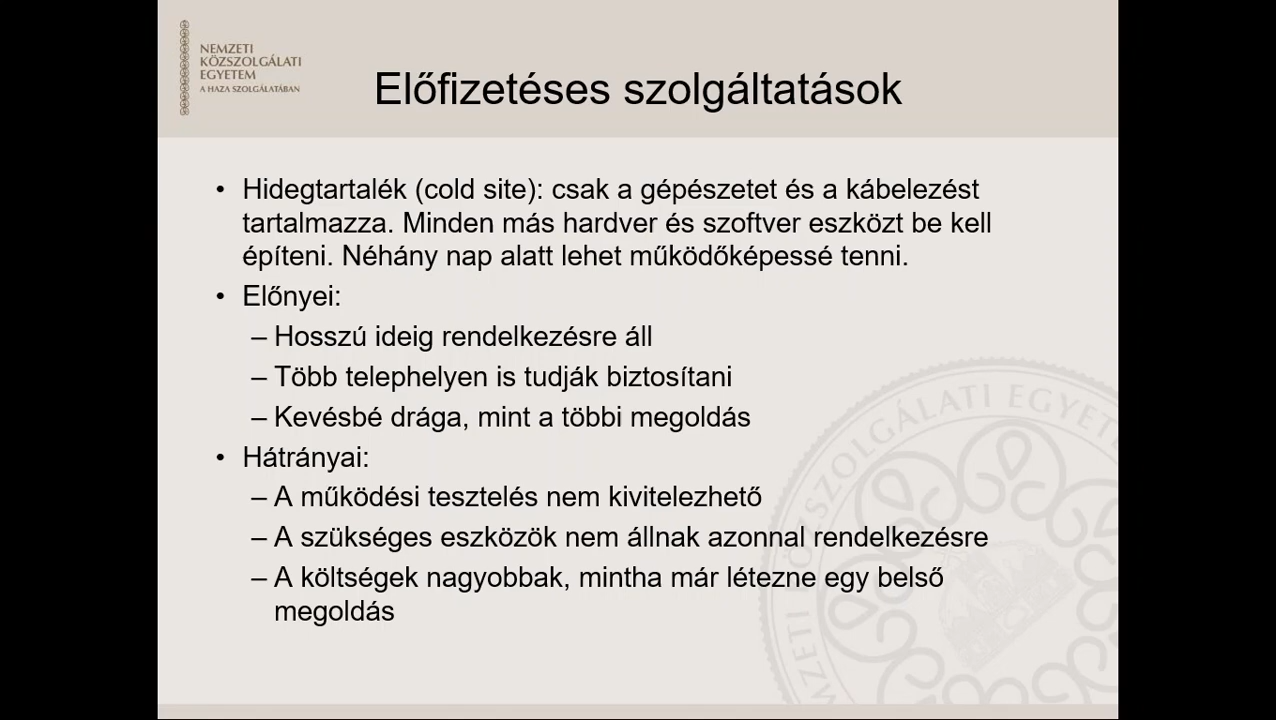 NEMZETI
KÖZSZOLGÁLATI
EGYETEM
A HAZA SZOLGÁLATÁBAN
Előfizetéses szolgáltatások
• Hidegtartalék (cold site): csak a gépészetet és a kábelezést
tartalmazza. Minden más hardver és szoftver eszközt be kell
építeni. Néhány nap alatt lehet működőképessé tenni.
• Előnyei:
– Hosszú ideig rendelkezésre áll
– Több telephelyen is tudják biztosítani
– Kevésbé drága, mint a többi megoldás
• Hátrányai:
– A működési tesztelés nem kivitelezhető
– A szükséges eszközök nem állnak azonnal rendelkezésre
– A költségek nagyobbak, mintha már létezne egy belső
megoldás
MZETI KÖZSZOLGÁLATI EGYETE